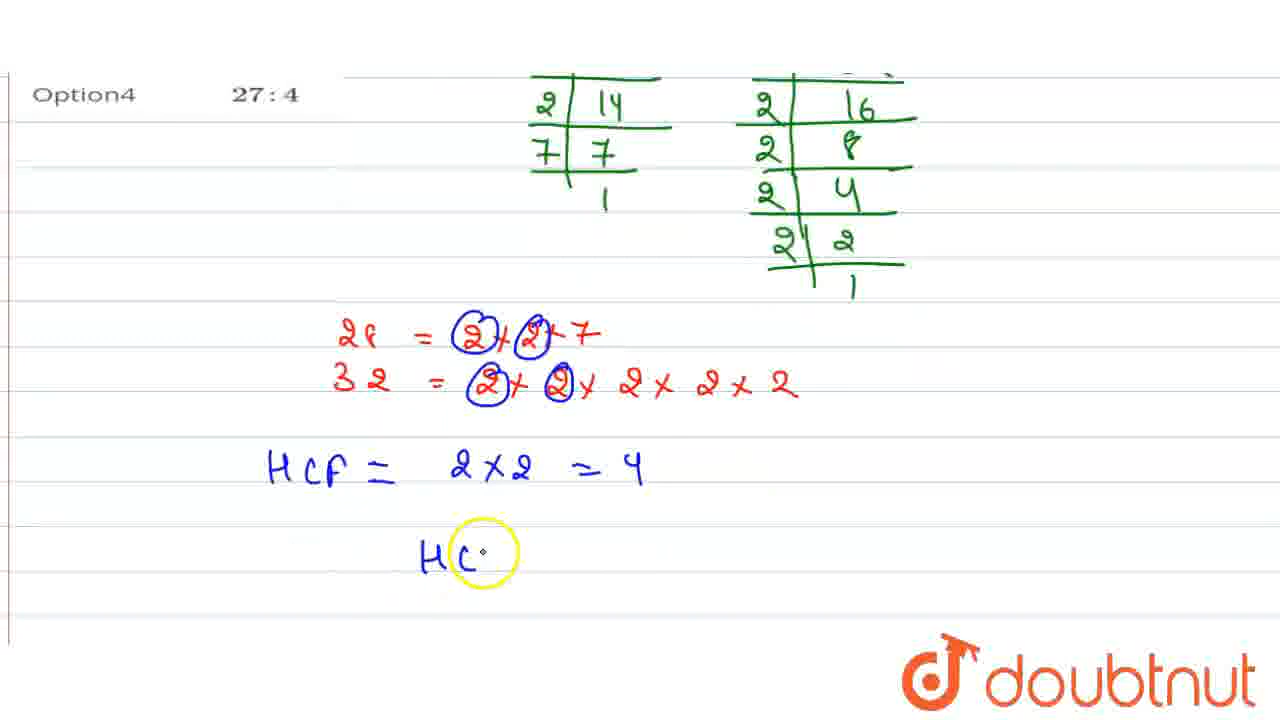 Option4 27 : 4
2 14
7 7
1
2 16
2 8
2 4
2 2
1
28 = 2 × 2 × 7
32 = 2 × 2 × 2 × 2 × 2
HCF = 2 × 2 = 4
HC
doubtnut